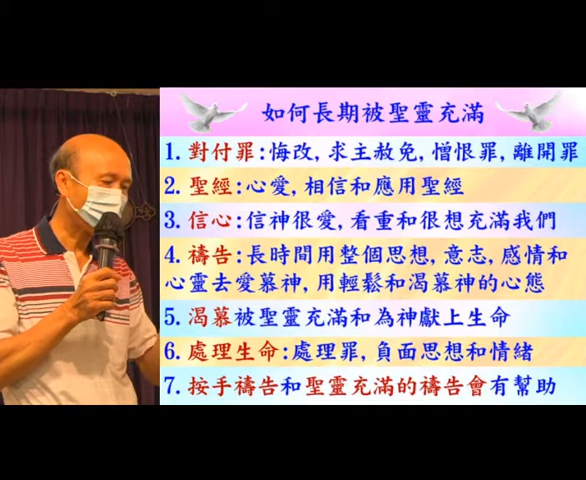 如何長期被聖靈充滿
1. 對付罪:悔改,求主赦免,憎恨罪,離開罪
2. 聖經:心愛,相信和應用聖經
3. 信心:信神很愛,看重和很想充滿我們
4. 禱告:長時間用整個思想,意志,感情和
心靈去愛慕神,用輕鬆和渴慕神的心態
5. 渴慕被聖靈充滿和為神獻上生命
6. 處理生命:處理罪,負面思想和情緒
7. 按手禱告和聖靈充滿的禱告會有幫助